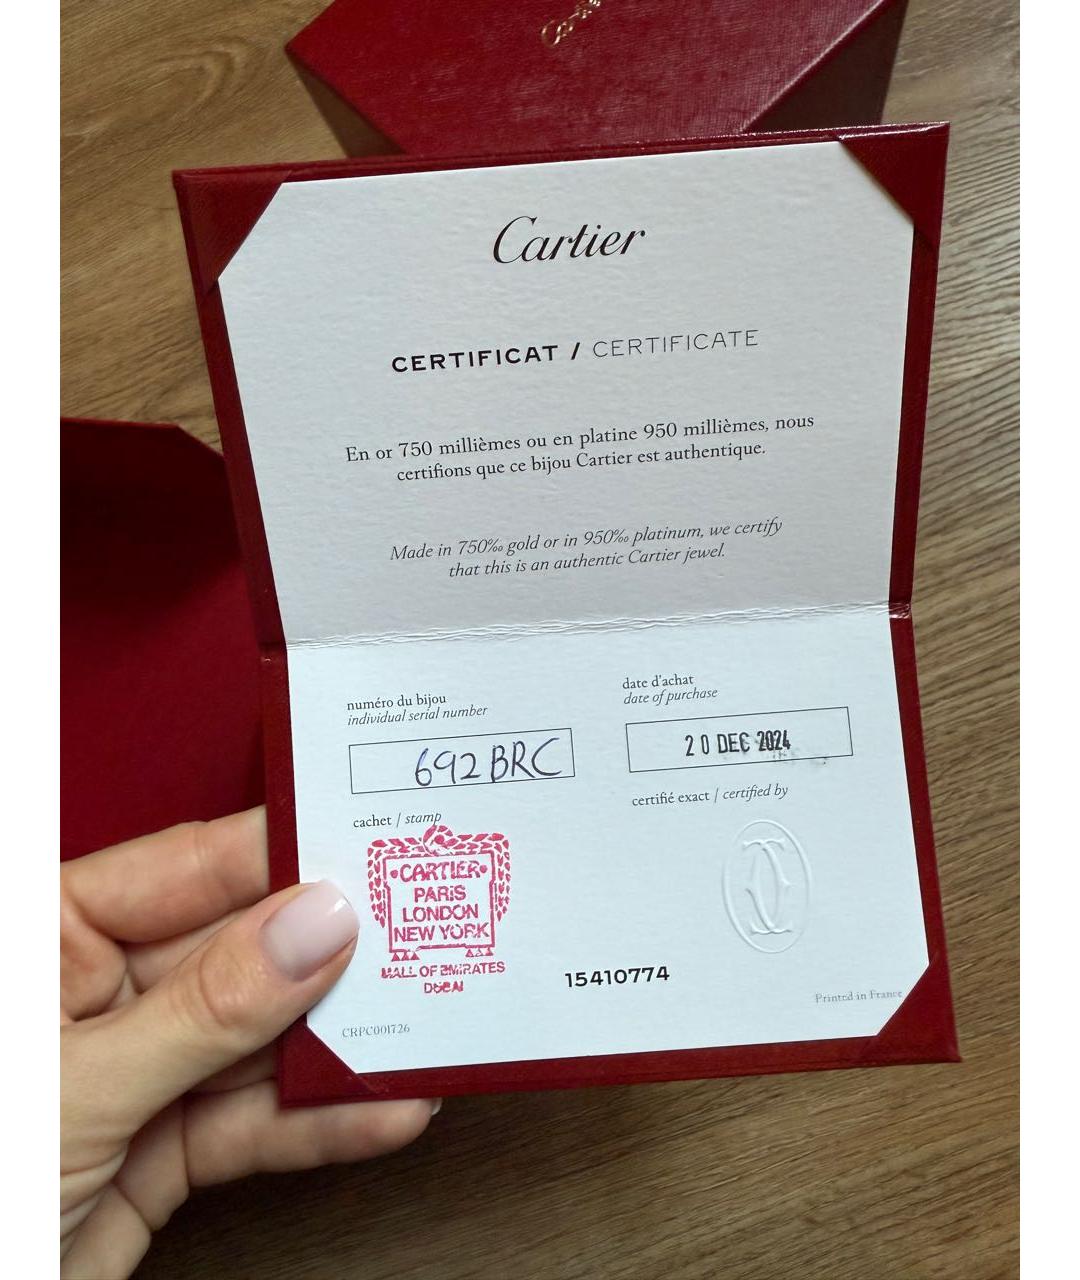 Cartier
Cartier
CERTIFICAT / CERTIFICATE
En or 750 millièmes ou en platine 950 millièmes, nous
certifions que ce bijou Cartier est authentique.
Made in 750‰ gold or in 950‰ platinum, we certify
that this is an authentic Cartier jewel.
numéro du bijou
individual serial number
692 BRC
date d'achat
date of purchase
20 DEC 2024
cachet / stamp
certifié exact / certified by
CARTIER
PARIS
LONDON
NEW YORK
MALL OF EMIRATES
DUBAI
15410774
CRPC001726
Printed in France